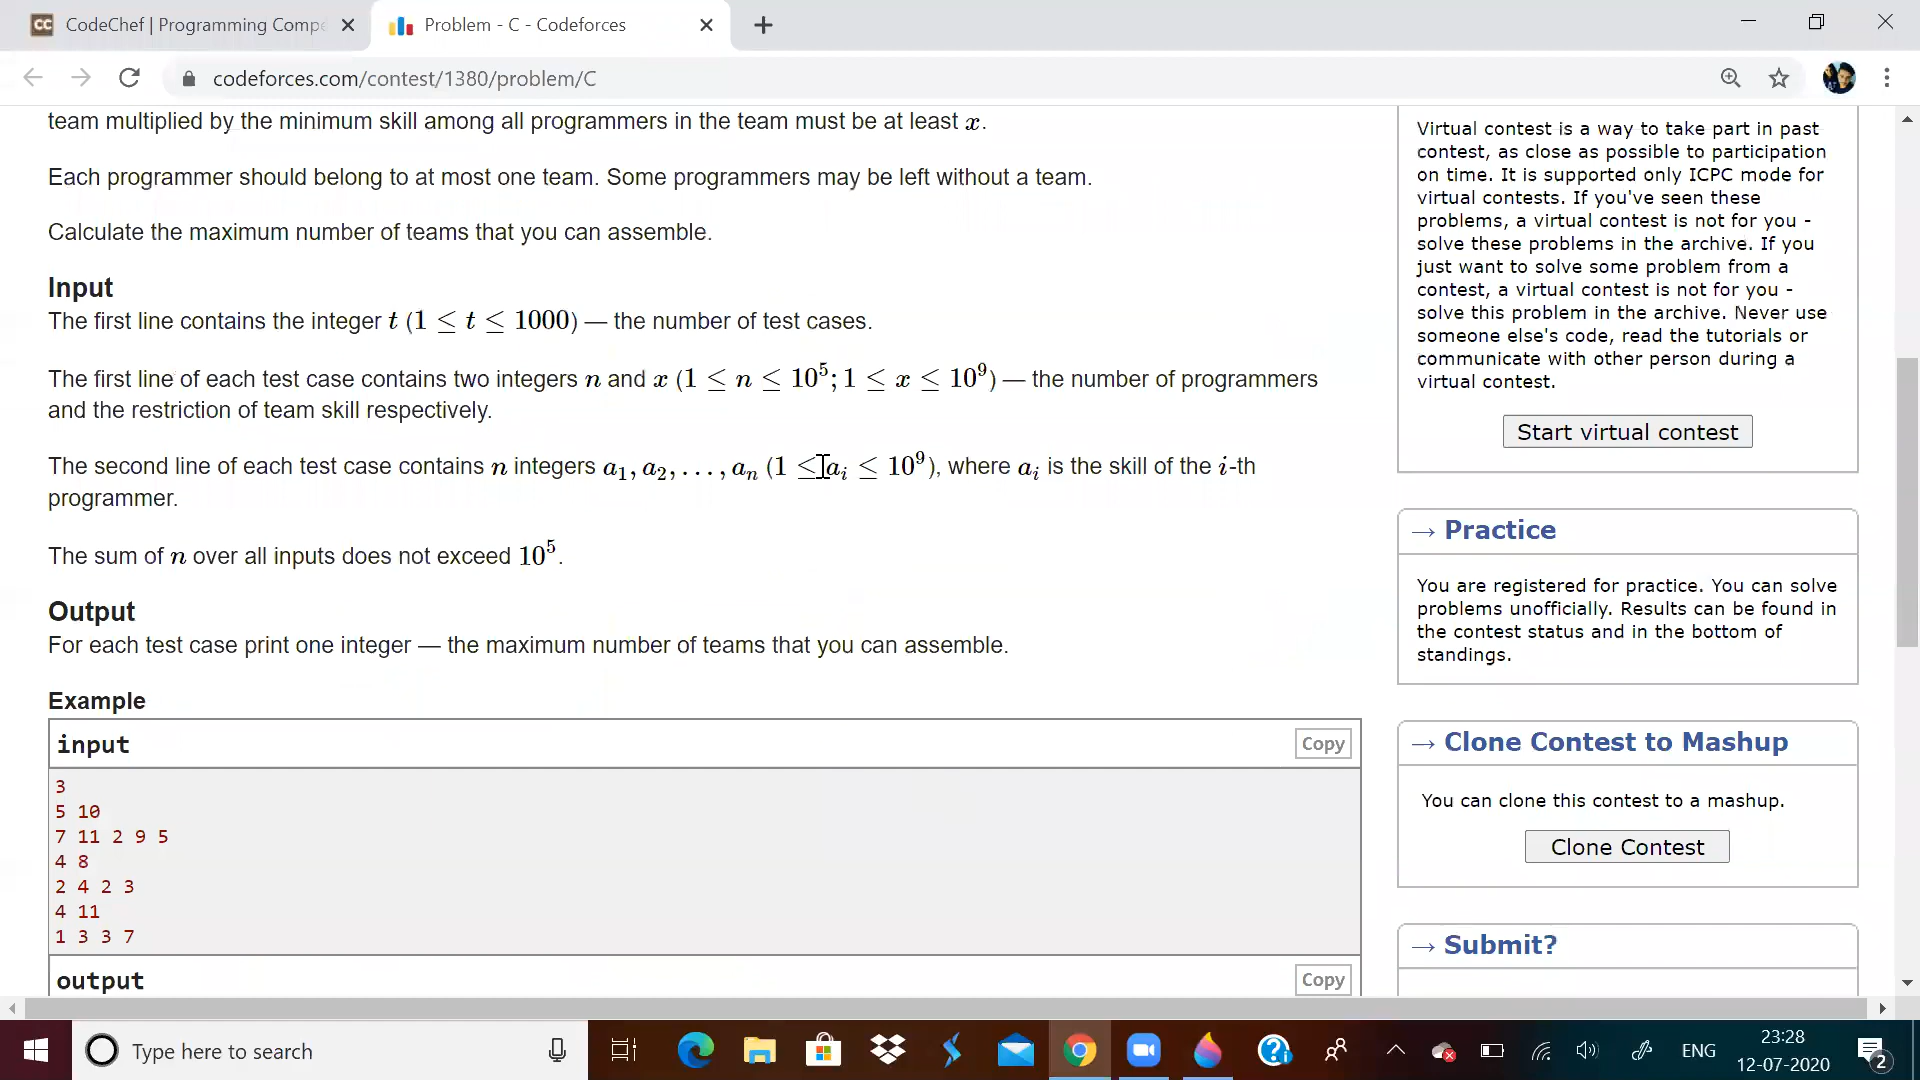 CodeChef | Programming Compe
Problem - C - Codeforces
codeforces.com/contest/1380/problem/C
team multiplied by the minimum skill among all programmers in the team must be at least x.
Each programmer should belong to at most one team. Some programmers may be left without a team.
Calculate the maximum number of teams that you can assemble.
Input
The first line contains the integer t (1 ≤ t ≤ 1000) — the number of test cases.
The first line of each test case contains two integers n and x (1 ≤ n ≤ 10^5; 1 ≤ x ≤ 10^9) — the number of programmers
and the restriction of team skill respectively.
The second line of each test case contains n integers a_1, a_2, . . . , a_n (1 ≤ a_i ≤ 10^9), where a_i is the skill of the i-th
programmer.
The sum of n over all inputs does not exceed 10^5.
Output
For each test case print one integer — the maximum number of teams that you can assemble.
Example
input
Copy
3
5 10
7 11 2 9 5
4 8
2 4 2 3
4 11
1 3 3 7
output
Copy
Virtual contest is a way to take part in past
contest, as close as possible to participation
on time. It is supported only ICPC mode for
virtual contests. If you've seen these
problems, a virtual contest is not for you -
solve these problems in the archive. If you
just want to solve some problem from a
contest, a virtual contest is not for you -
solve this problem in the archive. Never use
someone else's code, read the tutorials or
communicate with other person during a
virtual contest.
Start virtual contest
→ Practice
You are registered for practice. You can solve
problems unofficially. Results can be found in
the contest status and in the bottom of
standings.
→ Clone Contest to Mashup
You can clone this contest to a mashup.
Clone Contest
→ Submit?
Type here to search
ENG
23:28
12-07-2020
2